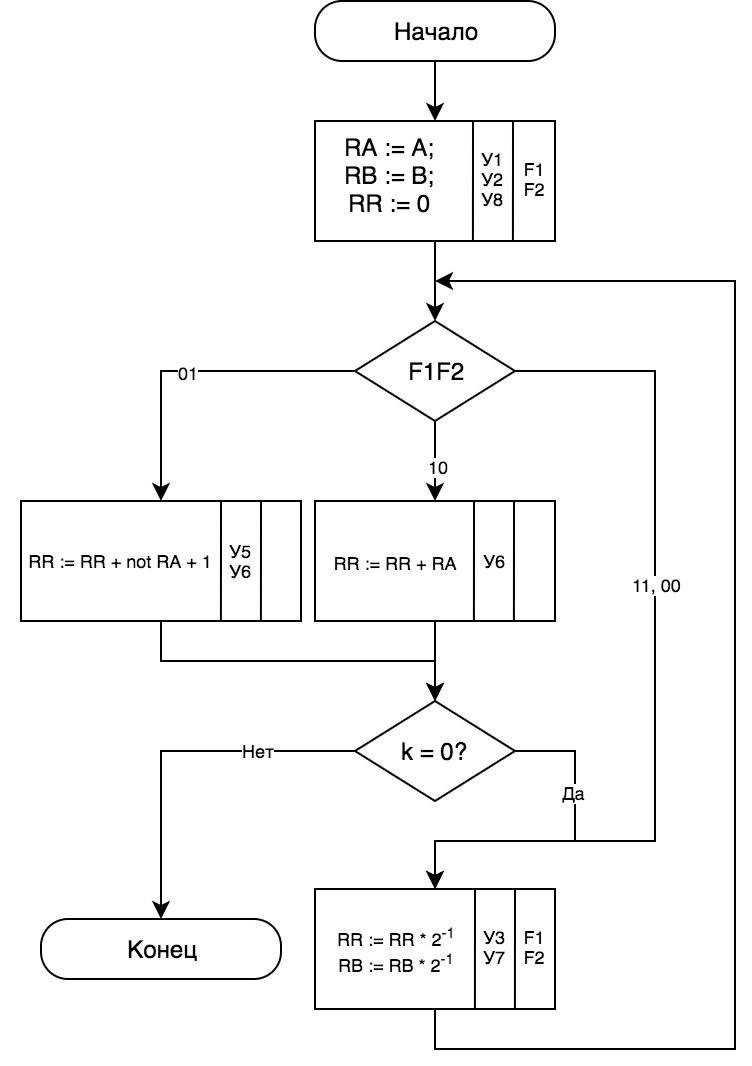 Начало
RA := A;
RB := B;
RR := 0
У1
У2
У8
F1
F2
F1F2
01
10
11, 00
RR := RR + not RA + 1
У5
У6
RR := RR + RA
У6
k = 0?
Нет
Да
Конец
RR := RR * 2⁻¹
RB := RB * 2⁻¹
У3
У7
F1
F2